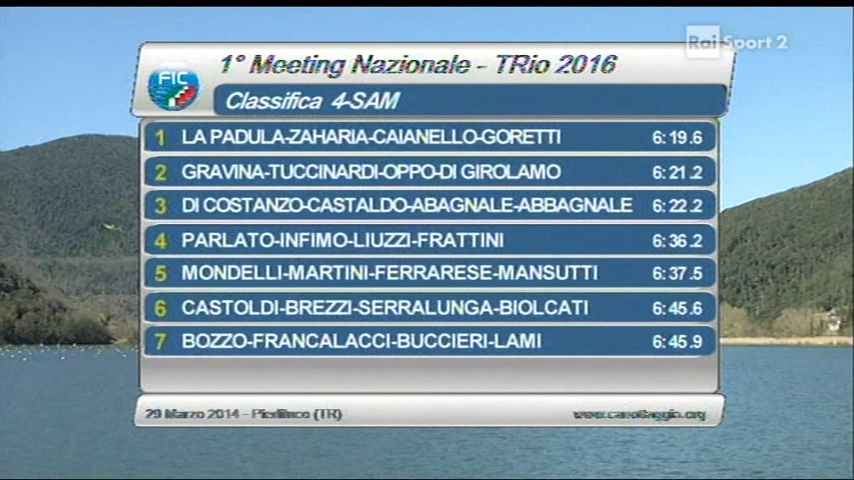 Rai Sport 2
FIC
1° Meeting Nazionale - TRio 2016
Classifica 4-SAM
1 LA PADULA-ZAHARIA-CAIANELLO-GORETTI 6:19.6
2 GRAVINA-TUCCINARDI-OPPO-DI GIROLAMO 6:21.2
3 DI COSTANZO-CASTALDO-ABAGNALE-ABBAGNALE 6:22.2
4 PARLATO-INFIMO-LIUZZI-FRATTINI 6:36.2
5 MONDELLI-MARTINI-FERRARESE-MANSUTTI 6:37.5
6 CASTOLDI-BREZZI-SERRALUNGA-BIOLCATI 6:45.6
7 BOZZO-FRANCALACCI-BUCCIERI-LAMI 6:45.9
29 Marzo 2014 - Piediluco (TR)
www.canottaggio.org